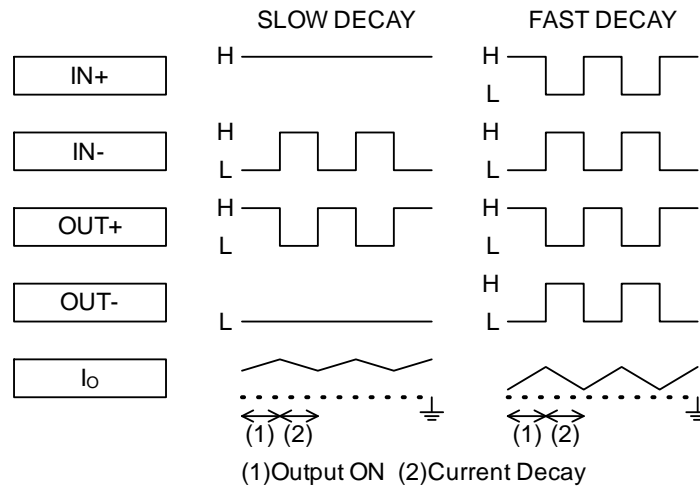 SLOW DECAY FAST DECAY
IN+ H H
L
IN- H H
L L
OUT+ H H
L L
OUT- H
L L
IO
(1) (2) (1) (2)
(1)Output ON (2)Current Decay